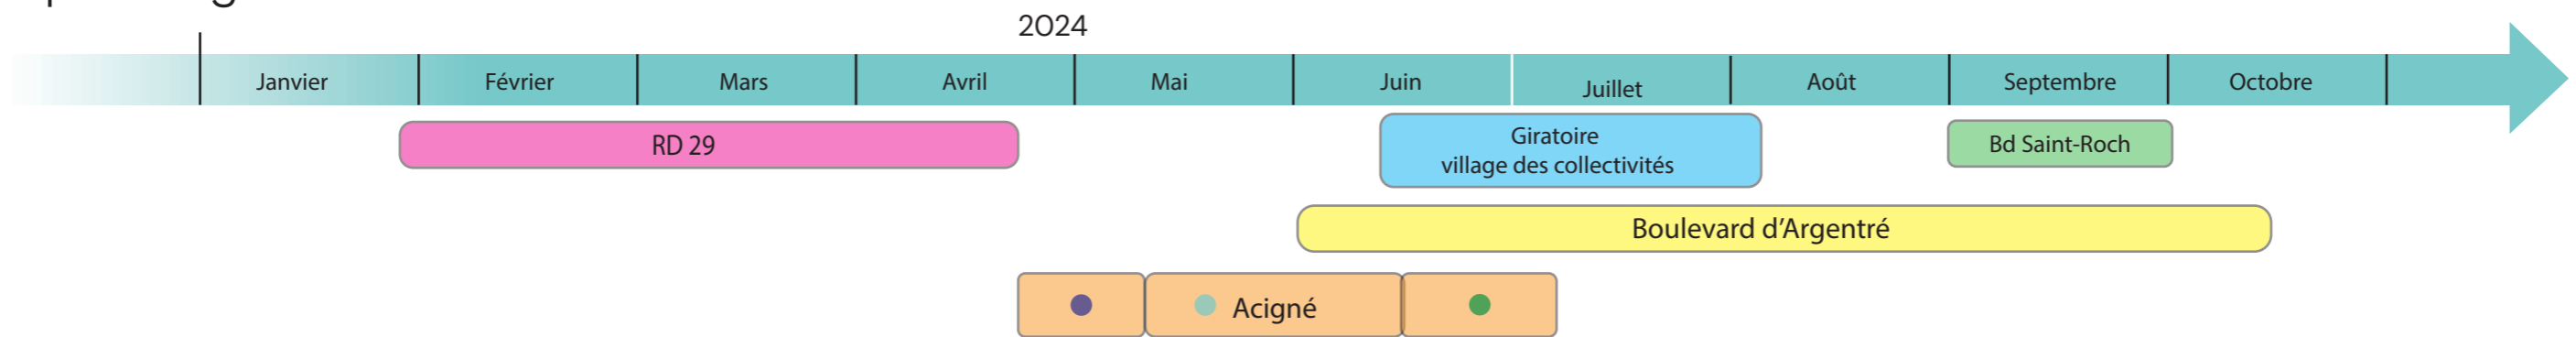 2024
Janvier Février Mars Avril Mai Juin Juillet Août Septembre Octobre
RD 29
Giratoire
village des collectivités
Bd Saint-Roch
Boulevard d'Argentré
Acigné